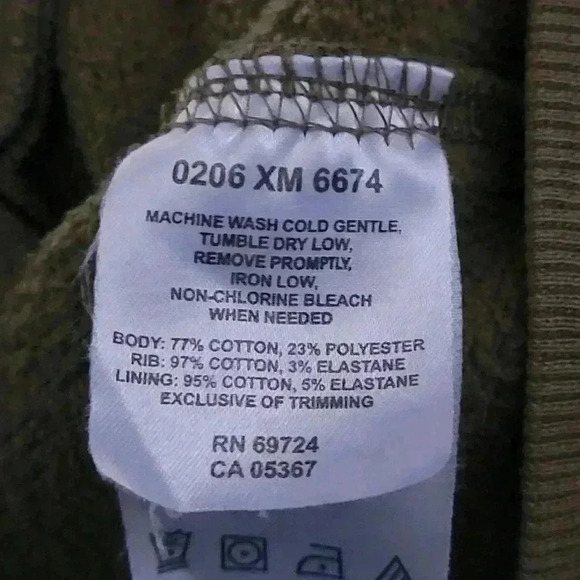 0206 XM 6674
MACHINE WASH COLD GENTLE,
TUMBLE DRY LOW,
REMOVE PROMPTLY,
IRON LOW,
NON-CHLORINE BLEACH
WHEN NEEDED
BODY: 77% COTTON, 23% POLYESTER
RIB: 97% COTTON, 3% ELASTANE
LINING: 95% COTTON, 5% ELASTANE
EXCLUSIVE OF TRIMMING
RN 69724
CA 05367